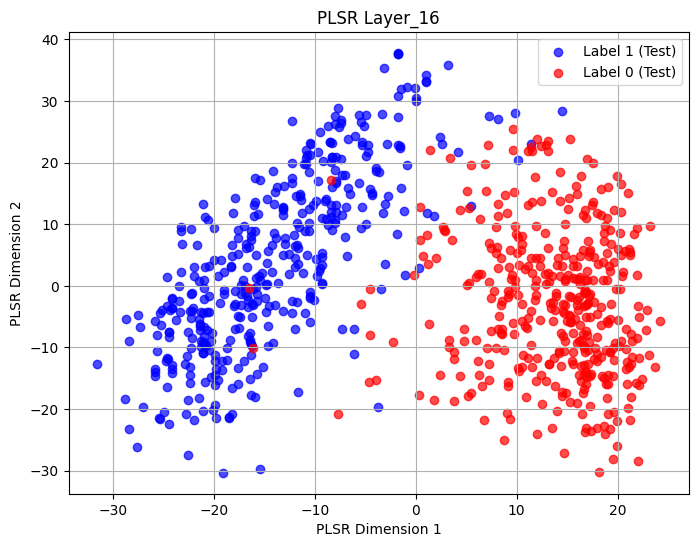 PLSR Layer_16
Label 1 (Test)
Label 0 (Test)
PLSR Dimension 2
40
30
20
10
0
−10
−20
−30
−30
−20
−10
0
10
20
PLSR Dimension 1